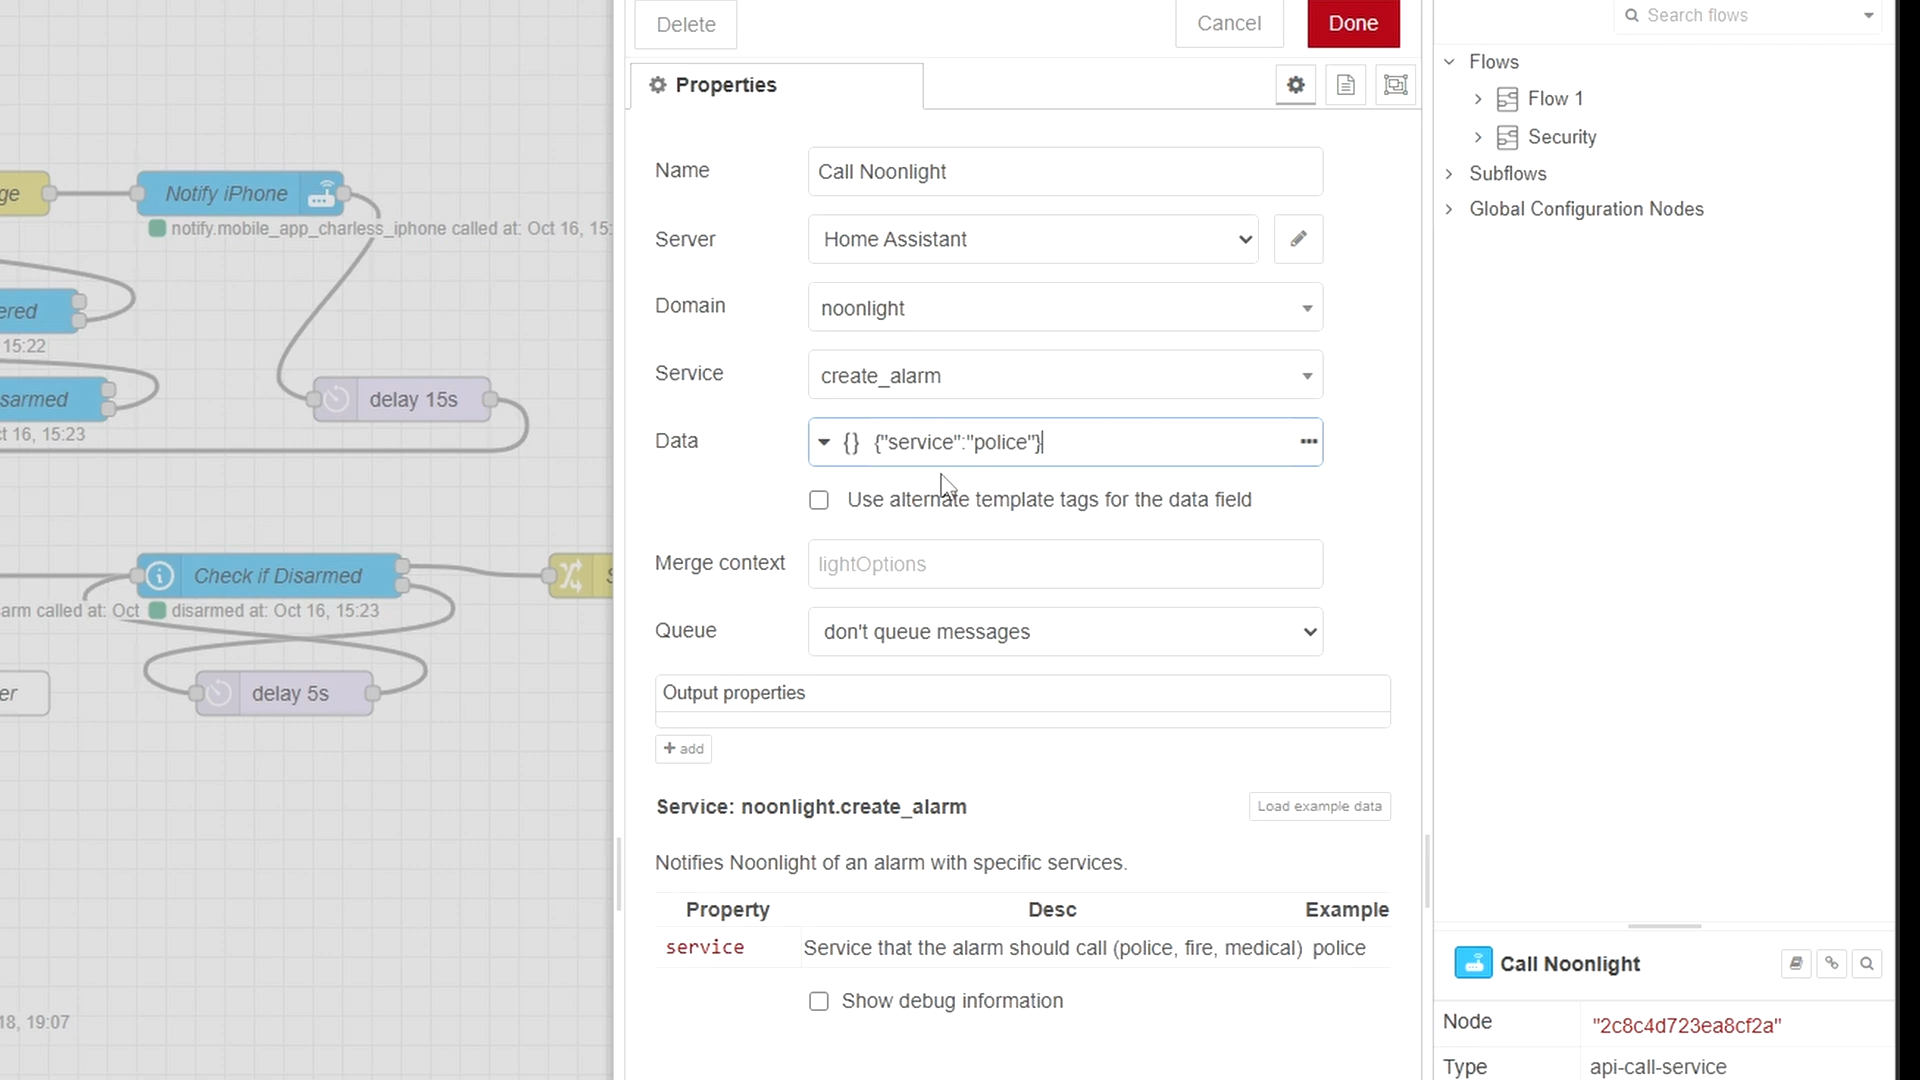 Delete
Cancel
Done
Search flows
Properties
Flows
Flow 1
Security
Subflows
Global Configuration Nodes
Name
Call Noonlight
Server
Home Assistant
Domain
noonlight
Service
create_alarm
Data
{} {"service":"police"}
Use alternate template tags for the data field
Merge context
lightOptions
Queue
don't queue messages
Output properties
add
Service: noonlight.create_alarm
Load example data
Notifies Noonlight of an alarm with specific services.
Property Desc Example
service Service that the alarm should call (police, fire, medical) police
Show debug information
ge
Notify iPhone
notify.mobile_app_charless_iphone called at: Oct 16, 15:
ered
15:22
delay 15s
sarmed
ct 16, 15:23
Check if Disarmed
S
arm called at: Oct
disarmed at: Oct 16, 15:23
er
delay 5s
18, 19:07
Call Noonlight
Node "2c8c4d723ea8cf2a"
Type api-call-service